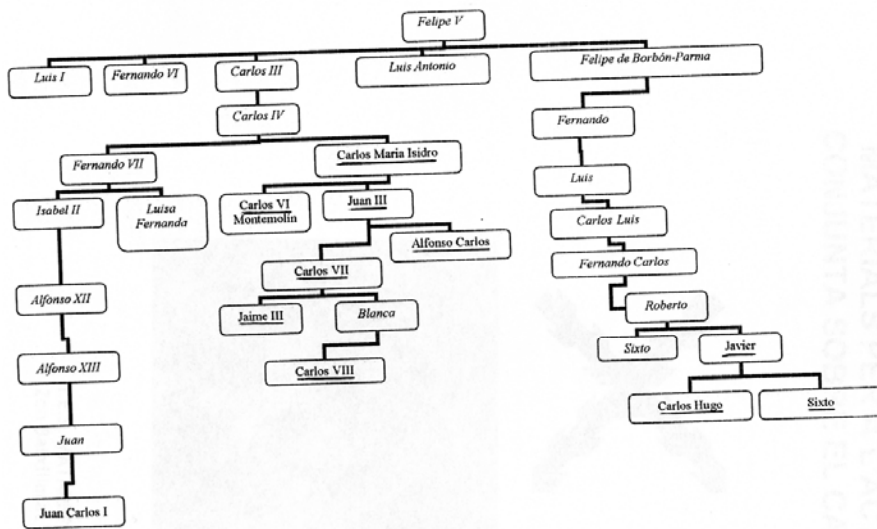 Felipe V
Luis I
Fernando VI
Carlos III
Luis Antonio
Felipe de Borbón-Parma
Carlos IV
Fernando
Fernando VII
Carlos Maria Isidro
Luis
Isabel II
Luisa
Fernanda
Carlos VI
Montemolin
Juan III
Carlos Luis
Alfonso Carlos
Fernando Carlos
Carlos VII
Alfonso XII
Jaime III
Blanca
Roberto
Sixto
Javier
Alfonso XIII
Carlos VIII
Carlos Hugo
Sixto
Juan
Juan Carlos I